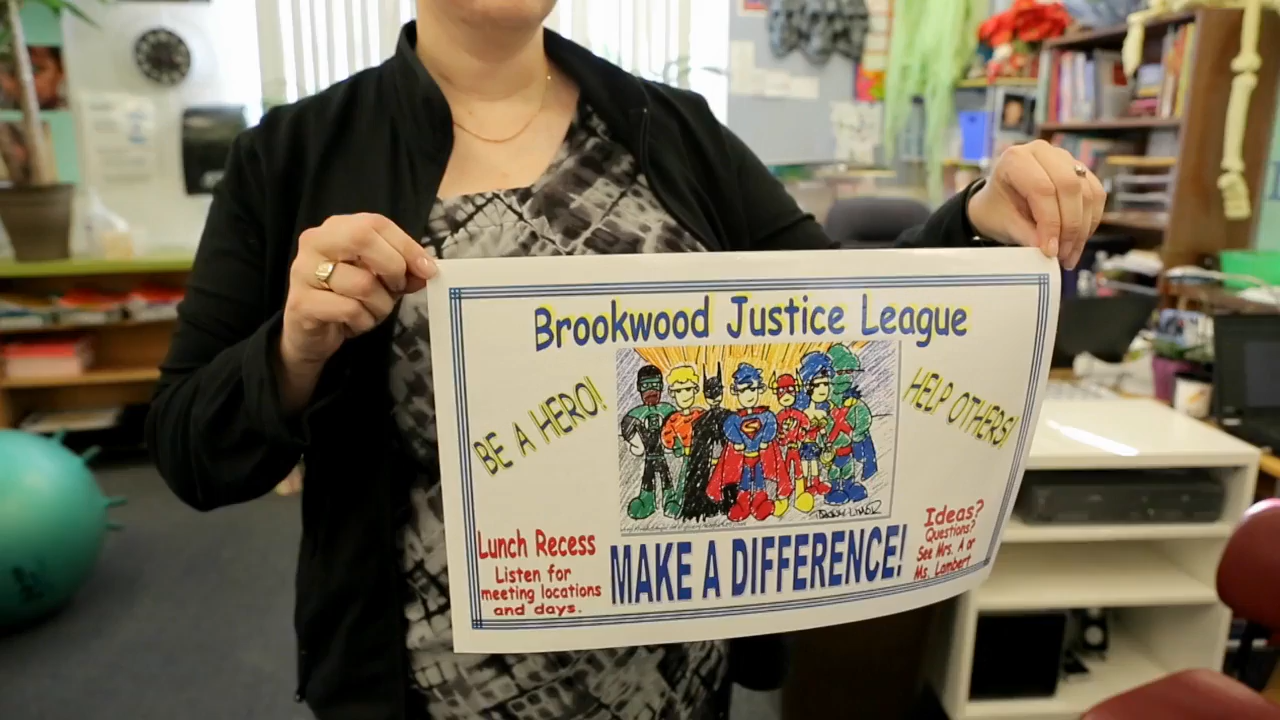 Brookwood Justice League
BE A HERO!
HELP OTHERS!
Lunch Recess
Listen for
meeting locations
and days.
MAKE A DIFFERENCE!
Ideas?
Questions?
See Mrs. A or
Ms. Lambert